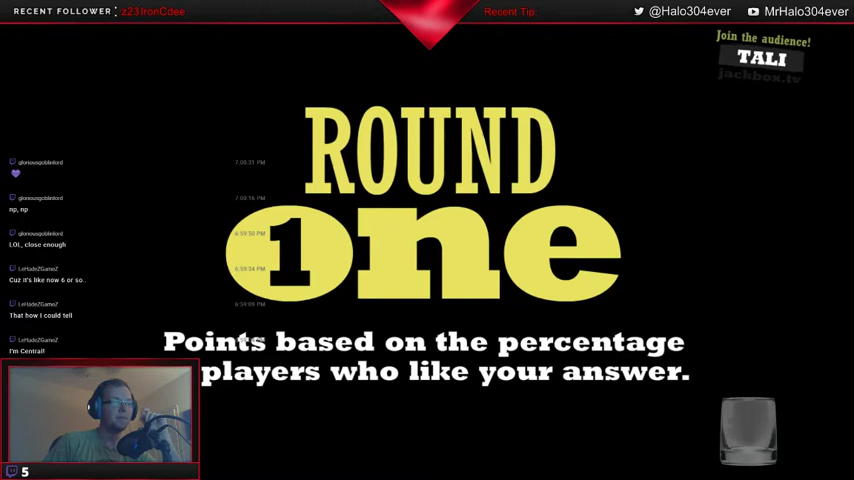 RECENT FOLLOWER : z23IronCdee
Recent Tip:
@Halo304ever
MrHalo304ever
Join the audience!
TALI
jackbox.tv
ROUND
1ne
Points based on the percentage
players who like your answer.
gloriousgoblinlord 7:00:31 PM
gloriousgoblinlord 7:00:16 PM
np, np
gloriousgoblinlord 6:59:50 PM
LOL, close enough
LeHadeZGameZ 6:59:34 PM
Cuz it's like now 6 or so..
LeHadeZGameZ 6:59:09 PM
That how I could tell
LeHadeZGameZ
I'm Central!
5